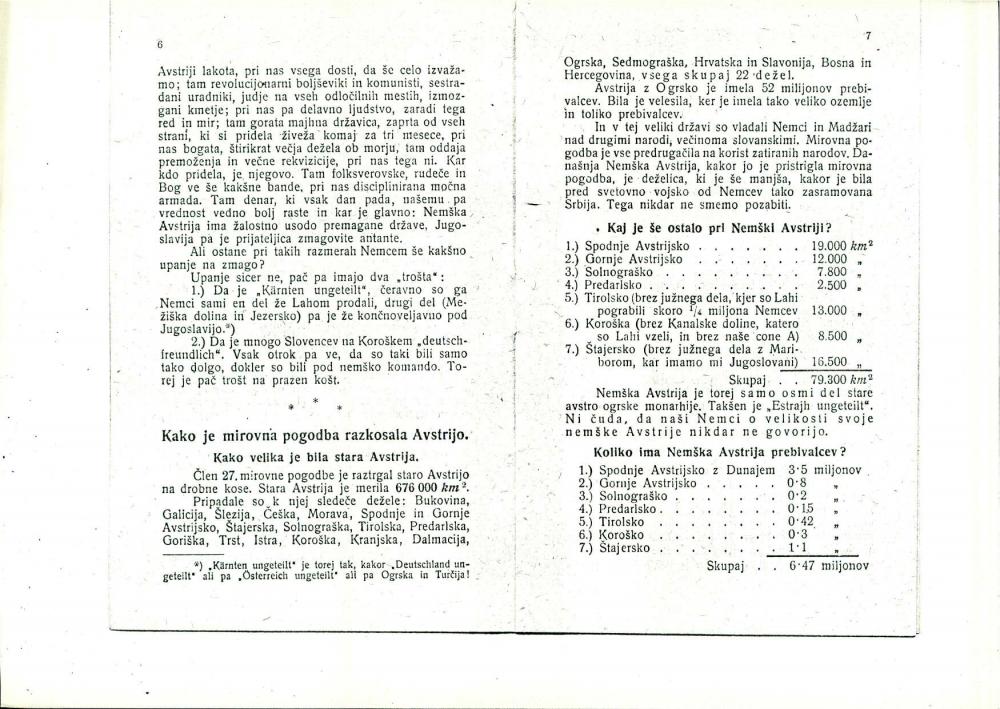 6
Avstriji lakota, pri nas vsega dosti, da še celo izvaža-
mo; tam revolucijonarni boljševiki in komunisti, sestra-
dani uradniki, judje na vseh odločilnih mestih, izmoz-
gani kmetje; pri nas pa delavno ljudstvo, zaradi tega
red in mir; tam gorata majhna državica, zaprta od vseh
strani, ki si pridela živeža komaj za tri mesece, pri
nas bogata, štirikrat večja dežela ob morju, tam oddaja
premoženja in večne rekvizicije, pri nas tega ni. Kar
kdo pridela, je njegovo. Tam folksverovske, rudeče in
Bog ve še kakšne bande, pri nas disciplinirana močna
armada. Tam denar, ki vsak dan pada, našemu pa
vrednost vedno bolj raste in kar je glavno: Nemška
Avstrija ima žalostno usodo premagane države, Jugo-
slavija pa je prijateljica zmagovite antante.
Ali ostane pri takih razmerah Nemcem še kakšno
upanje na zmago?
Upanje sicer ne, pač pa imajo dva „trošta“:
1.) Da je „Kärnten ungeteilt“, čeravno so ga
Nemci sami en del že Lahom prodali, drugi del (Me-
žiška dolina in Jezersko) pa je že končnoveljavno pod
Jugoslavijo.*)
2.) Da je mnogo Slovencev na Koroškem „deutsch-
freundlich“. Vsak otrok pa ve, da so taki bili samo
tako dolgo, dokler so bili pod nemško komando. To-
rej je pač trošt na prazen košt.
* * *
Kako je mirovna pogodba razkosala Avstrijo.
Kako velika je bila stara Avstrija.
Člen 27. mirovne pogodbe je raztrgal staro Avstrijo
na drobne kose. Stara Avstrija je merila 676 000 km².
Pripadale so k njej sledeče dežele: Bukovina,
Galicija, Šlezija, Češka, Morava, Spodnje in Gornje
Avstrijsko, Štajerska, Solnograška, Tirolska, Predarlska,
Goriška, Trst, Istra, Koroška, Kranjska, Dalmacija,
*) „Kärnten ungeteilt“ je torej tak, kakor „Deutschland un-
geteilt“ ali pa „Österreich ungeteilt“ ali pa Ogrska in Turčija!
7
Ogrska, Sedmograška, Hrvatska in Slavonija, Bosna in
Hercegovina, vsega skupaj 22 dežel.
Avstrija z Ogrsko je imela 52 milijonov prebi-
valcev. Bila je velesila, ker je imela tako veliko ozemlje
in toliko prebivalcev.
In v tej veliki državi so vladali Nemci in Madžari
nad drugimi narodi, večinoma slovanskimi. Mirovna po-
godba je vse predrugačila na korist zatiranih narodov. Da-
našnja Nemška Avstrija, kakor jo je pristrigla mirovna
pogodba, je deželica, ki je še manjša, kakor je bila
pred svetovno vojsko od Nemcev tako zasramovana
Srbija. Tega nikdar ne smemo pozabiti.
Kaj je še ostalo pri Nemški Avstriji?
1.) Spodnje Avstrijsko . . . . . . . 19.000 km²
2.) Gornje Avstrijsko . . . . . . . 12.000 „
3.) Solnograško . . . . . . . . . 7.800 „
4.) Predarlsko . . . . . . . . . 2.500 „
5.) Tirolsko (brez južnega dela, kjer so Lahi
pograbili skoro 1/4 miljona Nemcev 13.000 „
6.) Koroška (brez Kanalske doline, katero
so Lahi vzeli, in brez naše cone A) 8.500 „
7.) Štajersko (brez južnega dela z Mari-
borom, kar imamo mi Jugoslovani) 16.500 „
Skupaj . . 79.300 km²
Nemška Avstrija je torej samo osmi del stare
avstro ogrske monarhije. Takšen je „Estrajh ungeteilt“.
Ni čuda, da naši Nemci o velikosti svoje
nemške Avstrije nikdar ne govorijo.
Koliko ima Nemška Avstrija prebivalcev?
1.) Spodnje Avstrijsko z Dunajem 3·5 miljonov
2.) Gornje Avstrijsko . . . . . 0·8 „
3.) Solnograško . . . . . . . 0·2 „
4.) Predarlsko . . . . . . . . 0·15 „
5.) Tirolsko . . . . . . . . 0·42 „
6.) Koroško . . . . . . . . 0·3 „
7.) Štajersko . . . . . . . . 1·1 „
Skupaj . . 6·47 miljonov